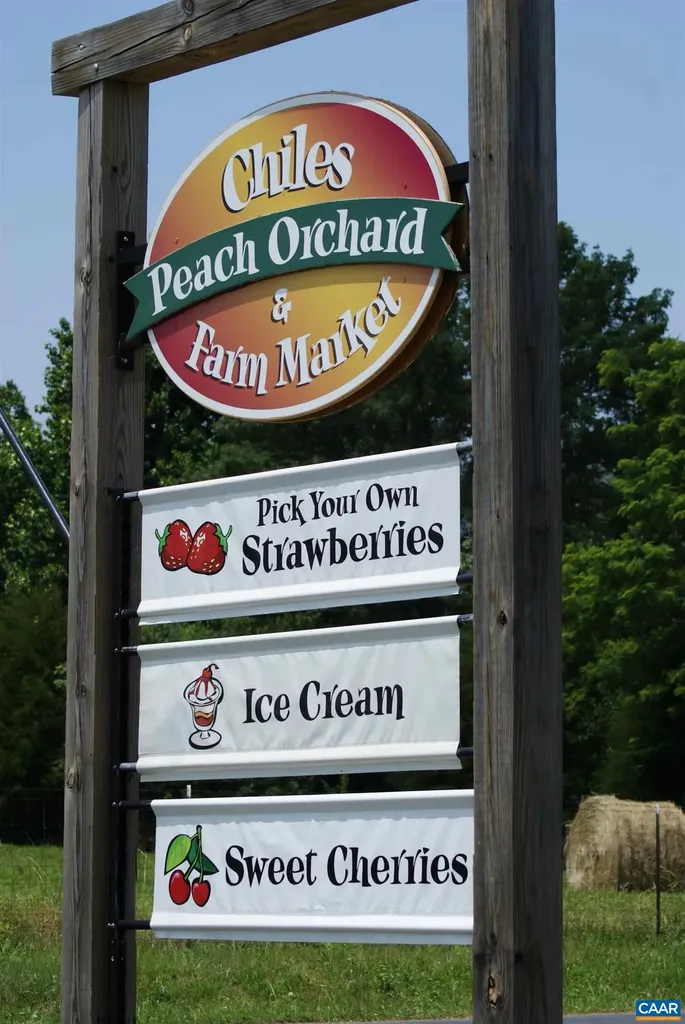 Chiles
Peach Orchard
&
Farm Market
Pick Your Own
Strawberries
Ice Cream
Sweet Cherries
CAAR